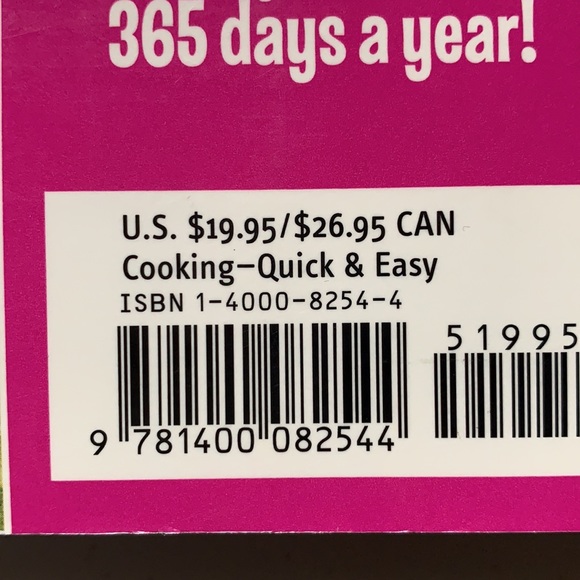 365 days a year!
U.S. $19.95/$26.95 CAN
Cooking–Quick & Easy
ISBN 1-4000-8254-4
51995
9 781400 082544